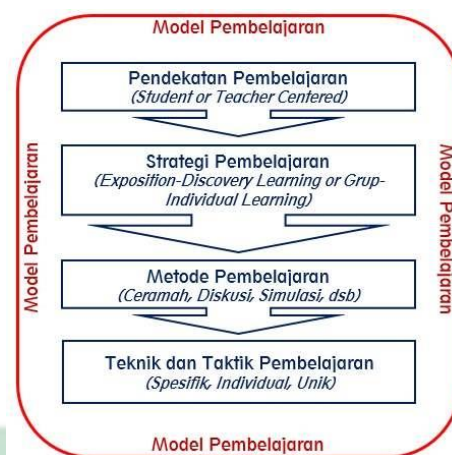 Model Pembelajaran
Pendekatan Pembelajaran
(Student or Teacher Centered)
Strategi Pembelajaran
(Exposition-Discovery Learning or Grup-
Individual Learning)
Model Pembelajaran
Model Pembelajaran
Metode Pembelajaran
(Ceramah, Diskusi, Simulasi, dsb)
Teknik dan Taktik Pembelajaran
(Spesifik, Individual, Unik)
Model Pembelajaran